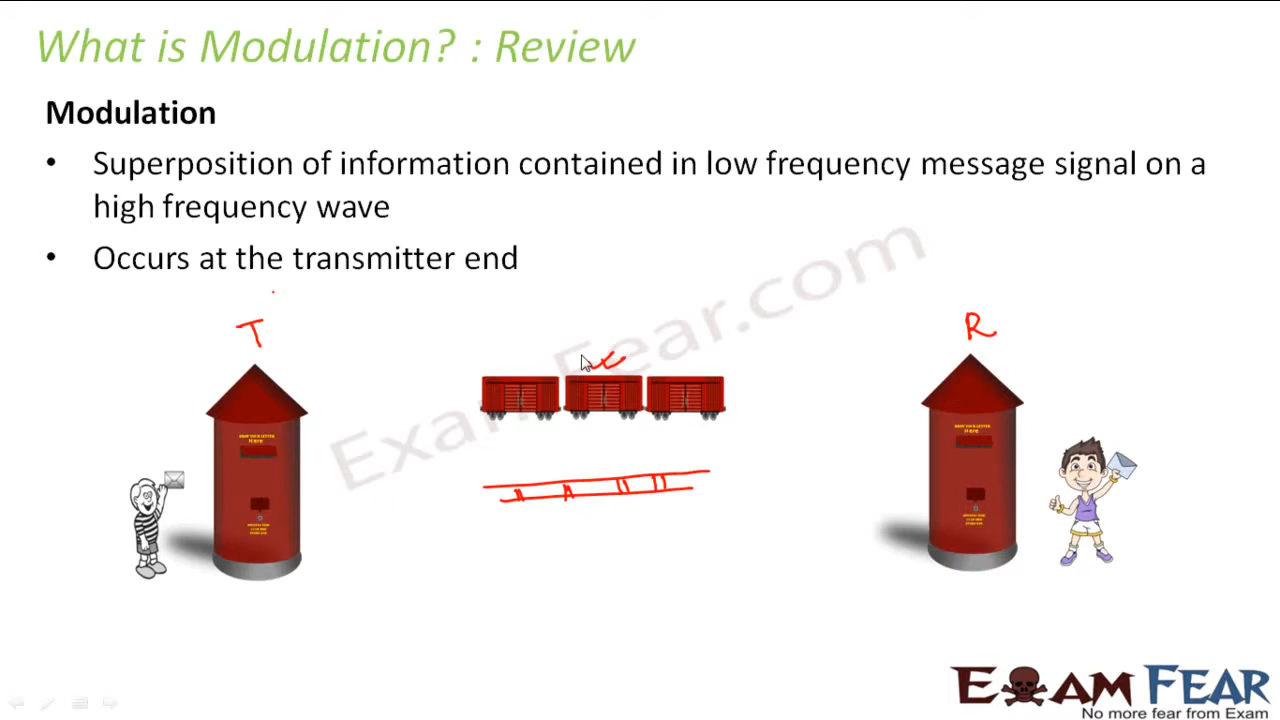 What is Modulation? : Review
Modulation
• Superposition of information contained in low frequency message signal on a
high frequency wave
• Occurs at the transmitter end
T
R
ExamFear.com
EXAM FEAR
No more fear from Exam